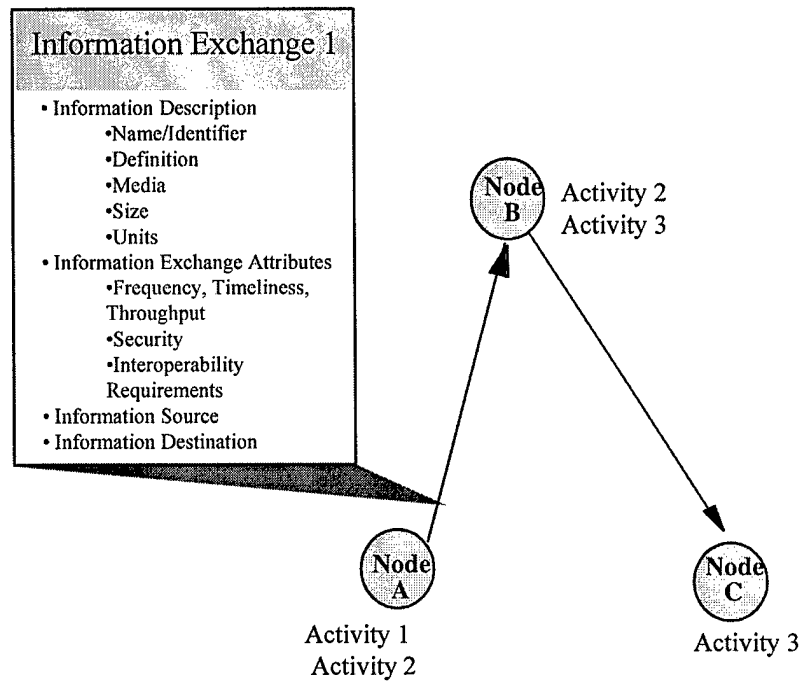 Information Exchange 1
• Information Description
•Name/Identifier
•Definition
•Media
•Size
•Units
• Information Exchange Attributes
•Frequency, Timeliness,
Throughput
•Security
•Interoperability
Requirements
• Information Source
• Information Destination
Node
B
Activity 2
Activity 3
Node
A
Activity 1
Activity 2
Node
C
Activity 3